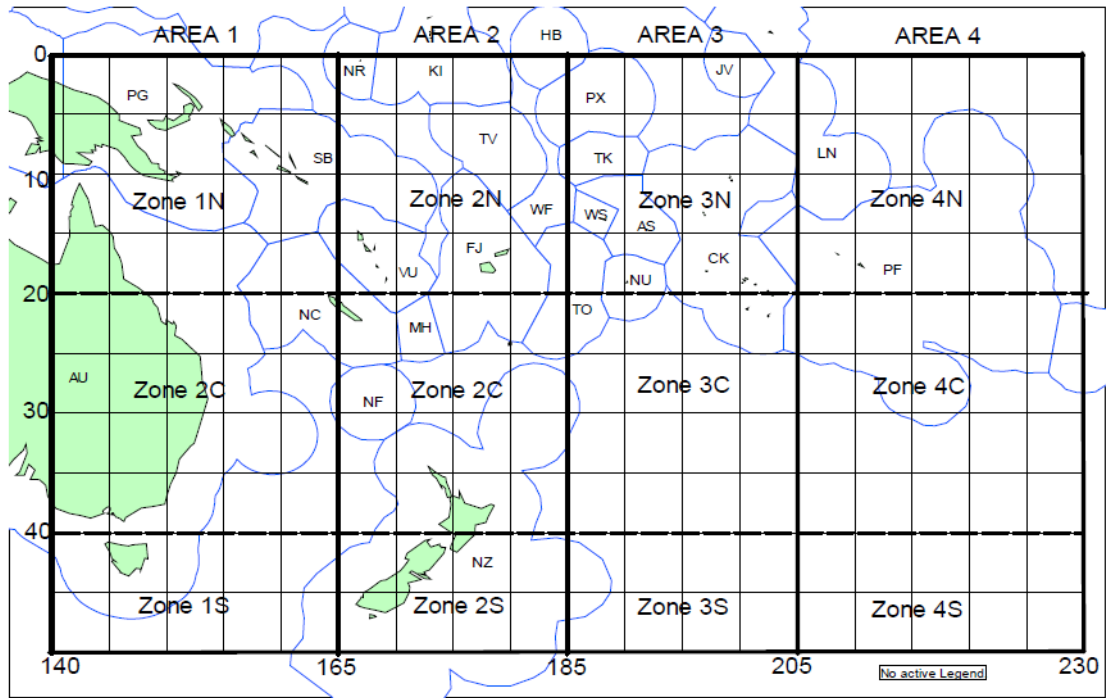 AREA 1 AREA 2 AREA 3 AREA 4
HB
0
NR KI JV
PG PX
TV
SB TK LN
10
Zone 1N Zone 2N Zone 3N Zone 4N
WF WS AS
FJ CK
VU NU PF
20
NC MH TO
AU Zone 2C Zone 2C Zone 3C Zone 4C
NF
30
40
NZ
Zone 1S Zone 2S Zone 3S Zone 4S
140 165 185 205 230
No active Legend